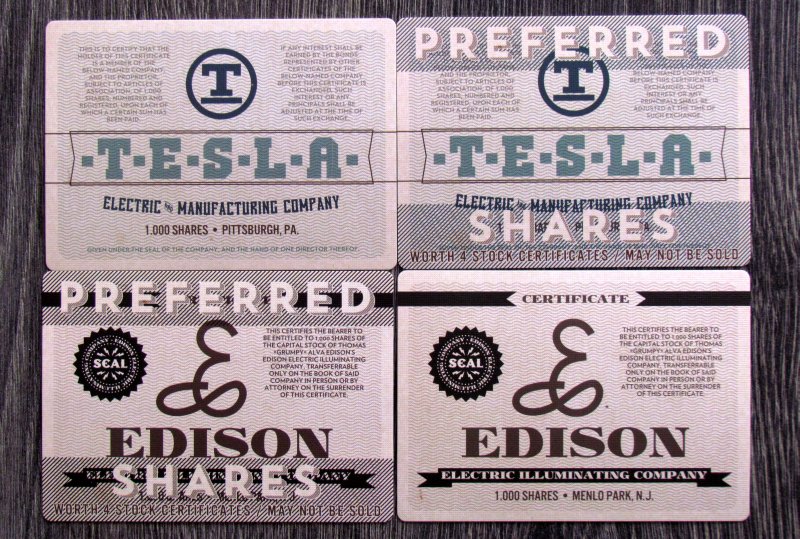 THIS IS TO CERTIFY THAT THE
HOLDER OF THIS CERTIFICATE
IS A MEMBER OF THE
BELOW-NAMED COMPANY,
AND ITS PROPRIETOR,
SUBJECT TO ARTICLES OF
ASSOCIATION, OF 1,000
SHARES, NUMBERED AND
REGISTERED, UPON EACH OF
WHICH A CERTAIN SUM HAS
BEEN PAID.
T
IF ANY INTEREST SHALL BE
EARNED BY THE BONDS
REPRESENTED BY OTHER
CERTIFICATES OF THE
BELOW-NAMED COMPANY
BEFORE THIS CERTIFICATE IS
EXCHANGED, SUCH
INTEREST OR ANY
PRINCIPALS SHALL BE
ADJUSTED AT THE TIME OF
SUCH EXCHANGE.
·T·E·S·L·A·
ELECTRIC AND MANUFACTURING COMPANY
1,000 SHARES • PITTSBURGH, PA.
GIVEN UNDER THE SEAL OF THE COMPANY, AND THE HAND OF ONE DIRECTOR THEREOF.
PREFERRED
AND ITS PROPRIETOR,
SUBJECT TO ARTICLES OF
ASSOCIATION, OF 1,000
SHARES, NUMBERED AND
REGISTERED, UPON EACH OF
WHICH A CERTAIN SUM HAS
BEEN PAID.
T
BELOW-NAMED COMPANY
BEFORE THIS CERTIFICATE IS
EXCHANGED, SUCH
INTEREST OR ANY
PRINCIPALS SHALL BE
ADJUSTED AT THE TIME OF
SUCH EXCHANGE.
·T·E·S·L·A·
ELECTRIC AND MANUFACTURING COMPANY
SHARES
WORTH 4 STOCK CERTIFICATES / MAY NOT BE SOLD
PREFERRED
SEAL
E
THIS CERTIFIES THE BEARER TO
BE ENTITLED TO 1,000 SHARES OF
THE CAPITAL STOCK OF THOMAS
«GRUMPY» ALVA EDISON'S
EDISON ELECTRIC ILLUMINATING
COMPANY, TRANSFERRABLE
ONLY ON THE BOOK OF SAID
COMPANY IN PERSON OR BY
ATTORNEY ON THE SURRENDER
OF THIS CERTIFICATE.
EDISON
SHARES
WORTH 4 STOCK CERTIFICATES / MAY NOT BE SOLD
CERTIFICATE
SEAL
E
THIS CERTIFIES THE BEARER TO
BE ENTITLED TO 1,000 SHARES OF
THE CAPITAL STOCK OF THOMAS
«GRUMPY» ALVA EDISON'S
EDISON ELECTRIC ILLUMINATING
COMPANY, TRANSFERRABLE
ONLY ON THE BOOK OF SAID
COMPANY IN PERSON OR BY
ATTORNEY ON THE SURRENDER
OF THIS CERTIFICATE.
EDISON
ELECTRIC ILLUMINATING COMPANY
1,000 SHARES • MENLO PARK, N.J.